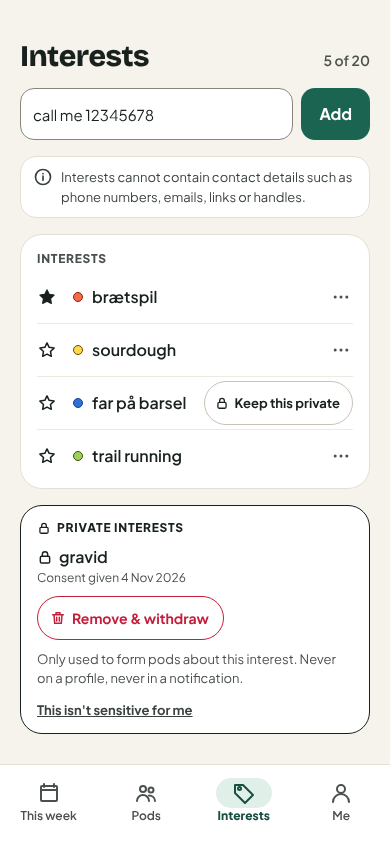 Interests
5 of 20
call me 12345678
Add
Interests cannot contain contact details such as
phone numbers, emails, links or handles.
INTERESTS
brætspil
sourdough
far på barsel
Keep this private
trail running
PRIVATE INTERESTS
gravid
Consent given 4 Nov 2026
Remove & withdraw
Only used to form pods about this interest. Never
on a profile, never in a notification.
This isn't sensitive for me
This week
Pods
Interests
Me